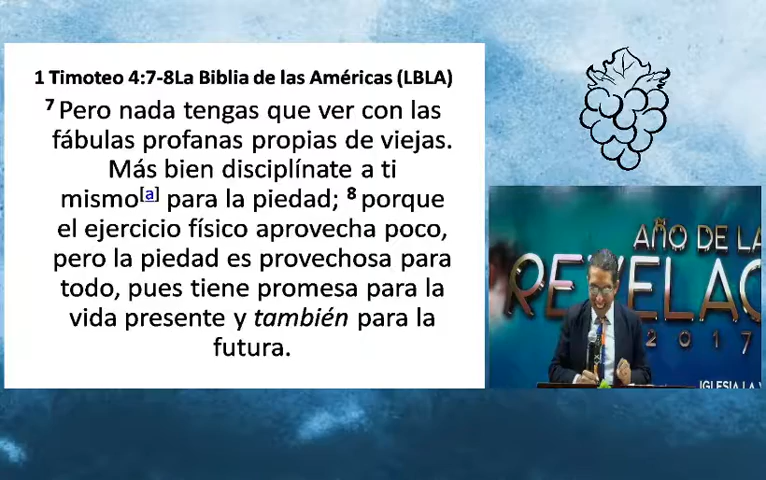 1 Timoteo 4:7-8La Biblia de las Américas (LBLA)
7 Pero nada tengas que ver con las
fábulas profanas propias de viejas.
Más bien disciplínate a ti
mismo[a] para la piedad; 8 porque
el ejercicio físico aprovecha poco,
pero la piedad es provechosa para
todo, pues tiene promesa para la
vida presente y también para la
futura.
AÑO DE LA
REVELAC
2017
IGLESIA LA V